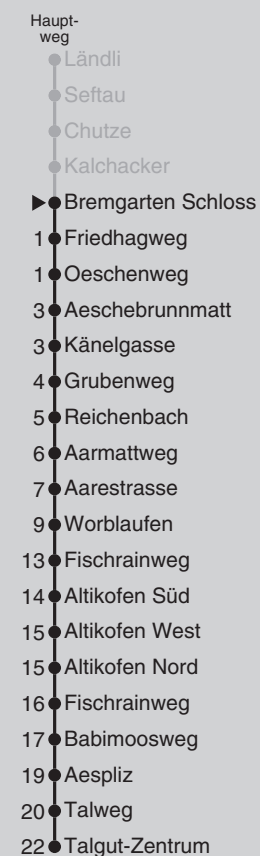 Haupt-
weg
Ländli
Seftau
Chutze
Kalchacker
Bremgarten Schloss
1 Friedhagweg
1 Oeschenweg
3 Aeschebrunnmatt
3 Känelgasse
4 Grubenweg
5 Reichenbach
6 Aarmattweg
7 Aarestrasse
9 Worblaufen
13 Fischrainweg
14 Altikofen Süd
15 Altikofen West
15 Altikofen Nord
16 Fischrainweg
17 Babimoosweg
19 Aespliz
20 Talweg
22 Talgut-Zentrum